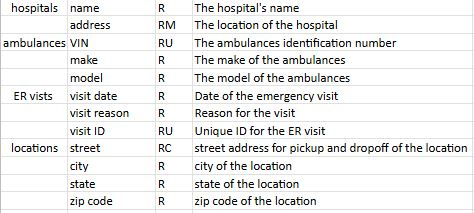 hospitals name R The hospital's name
address RM The location of the hospital
ambulances VIN RU The ambulances identification number
make R The make of the ambulances
model R The model of the ambulances
ER vists visit date R Date of the emergency visit
visit reason R Reason for the visit
visit ID RU Unique ID for the ER visit
locations street RC street address for pickup and dropoff of the location
city R city of the location
state R state of the location
zip code R zip code of the location